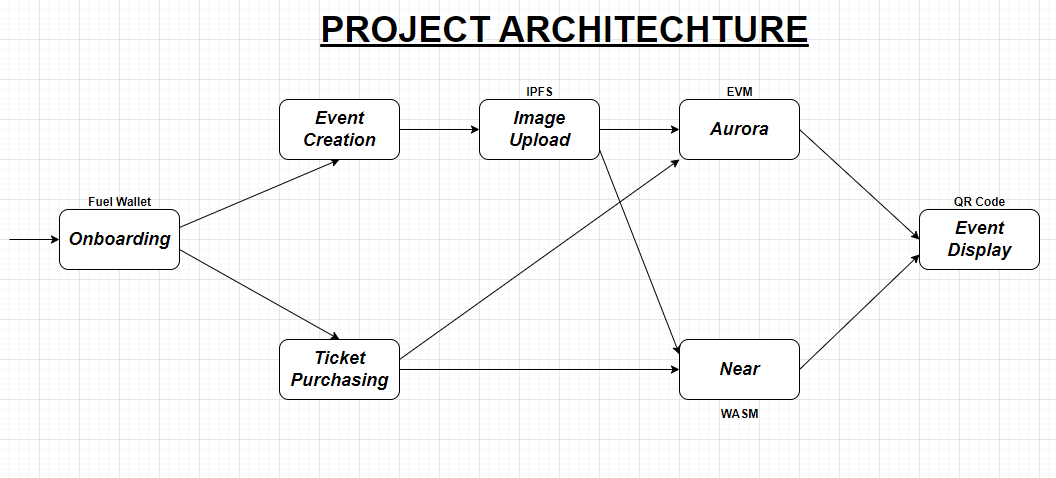 PROJECT ARCHITECHTURE
IPFS
EVM
Event
Creation
Image
Upload
Aurora
Fuel Wallet
Onboarding
QR Code
Event
Display
Ticket
Purchasing
Near
WASM